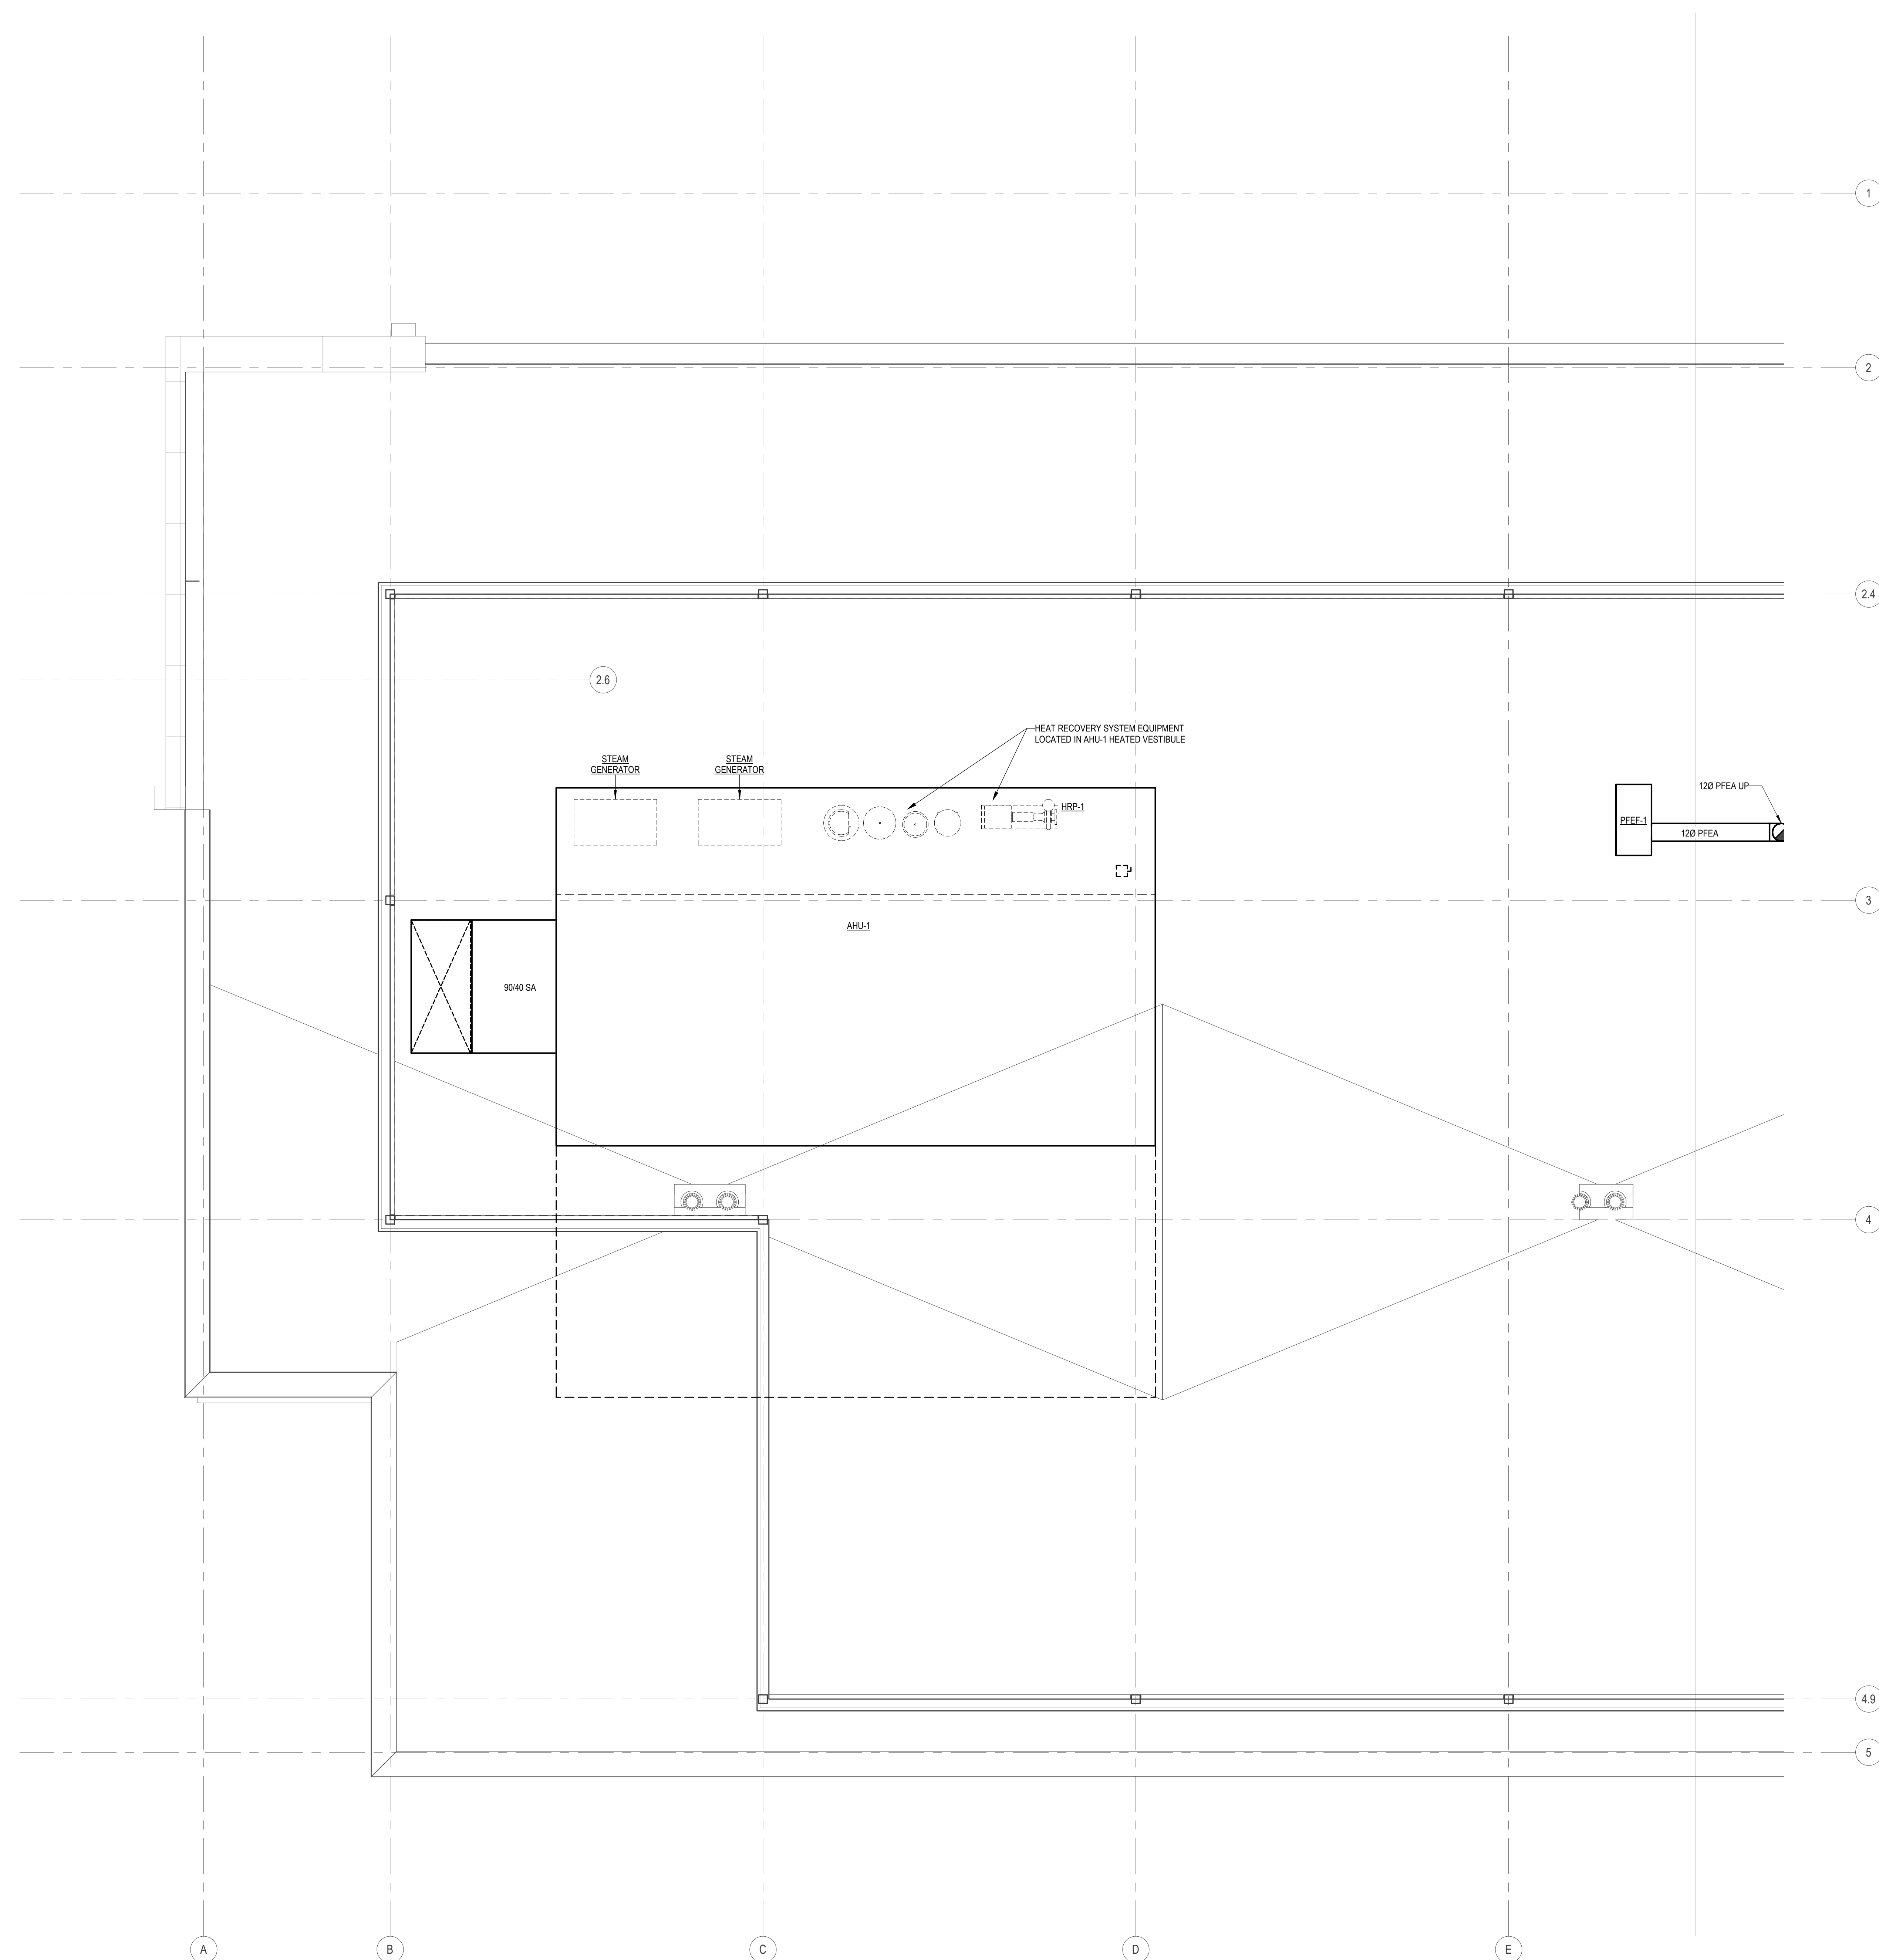 1
2
2.4
2.6
HEAT RECOVERY SYSTEM EQUIPMENT
LOCATED IN AHU-1 HEATED VESTIBULE
STEAM
GENERATOR
STEAM
GENERATOR
HRP-1
12Ø PFEA UP
PFEF-1
12Ø PFEA
3
AHU-1
90/40 SA
4
4.9
5
A
B
C
D
E